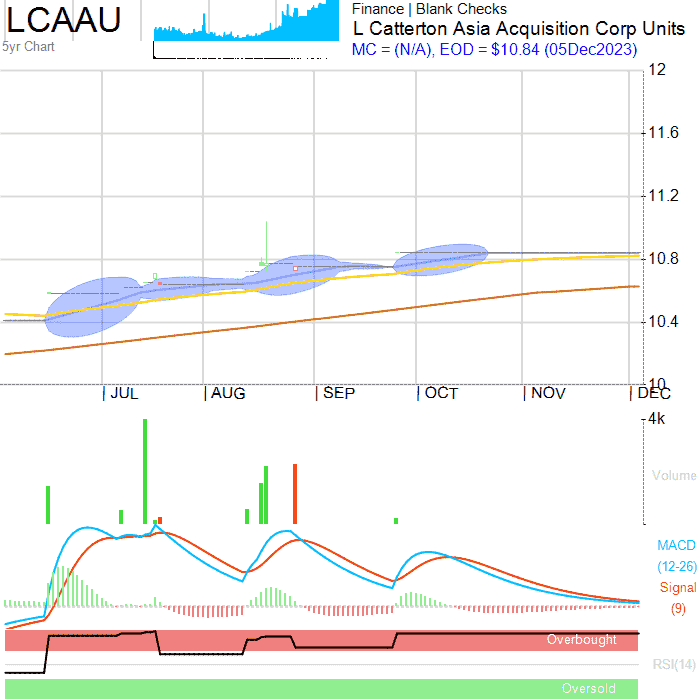 LCAAU
5yr Chart
Finance | Blank Checks
L Catterton Asia Acquisition Corp Units
MC = (N/A), EOD = $10.84 (05Dec2023)
12
11.6
11.2
10.8
10.4
10
JUL AUG SEP OCT NOV DEC
4k
Volume
MACD
(12-26)
Signal
(9)
Overbought
RSI(14)
Oversold